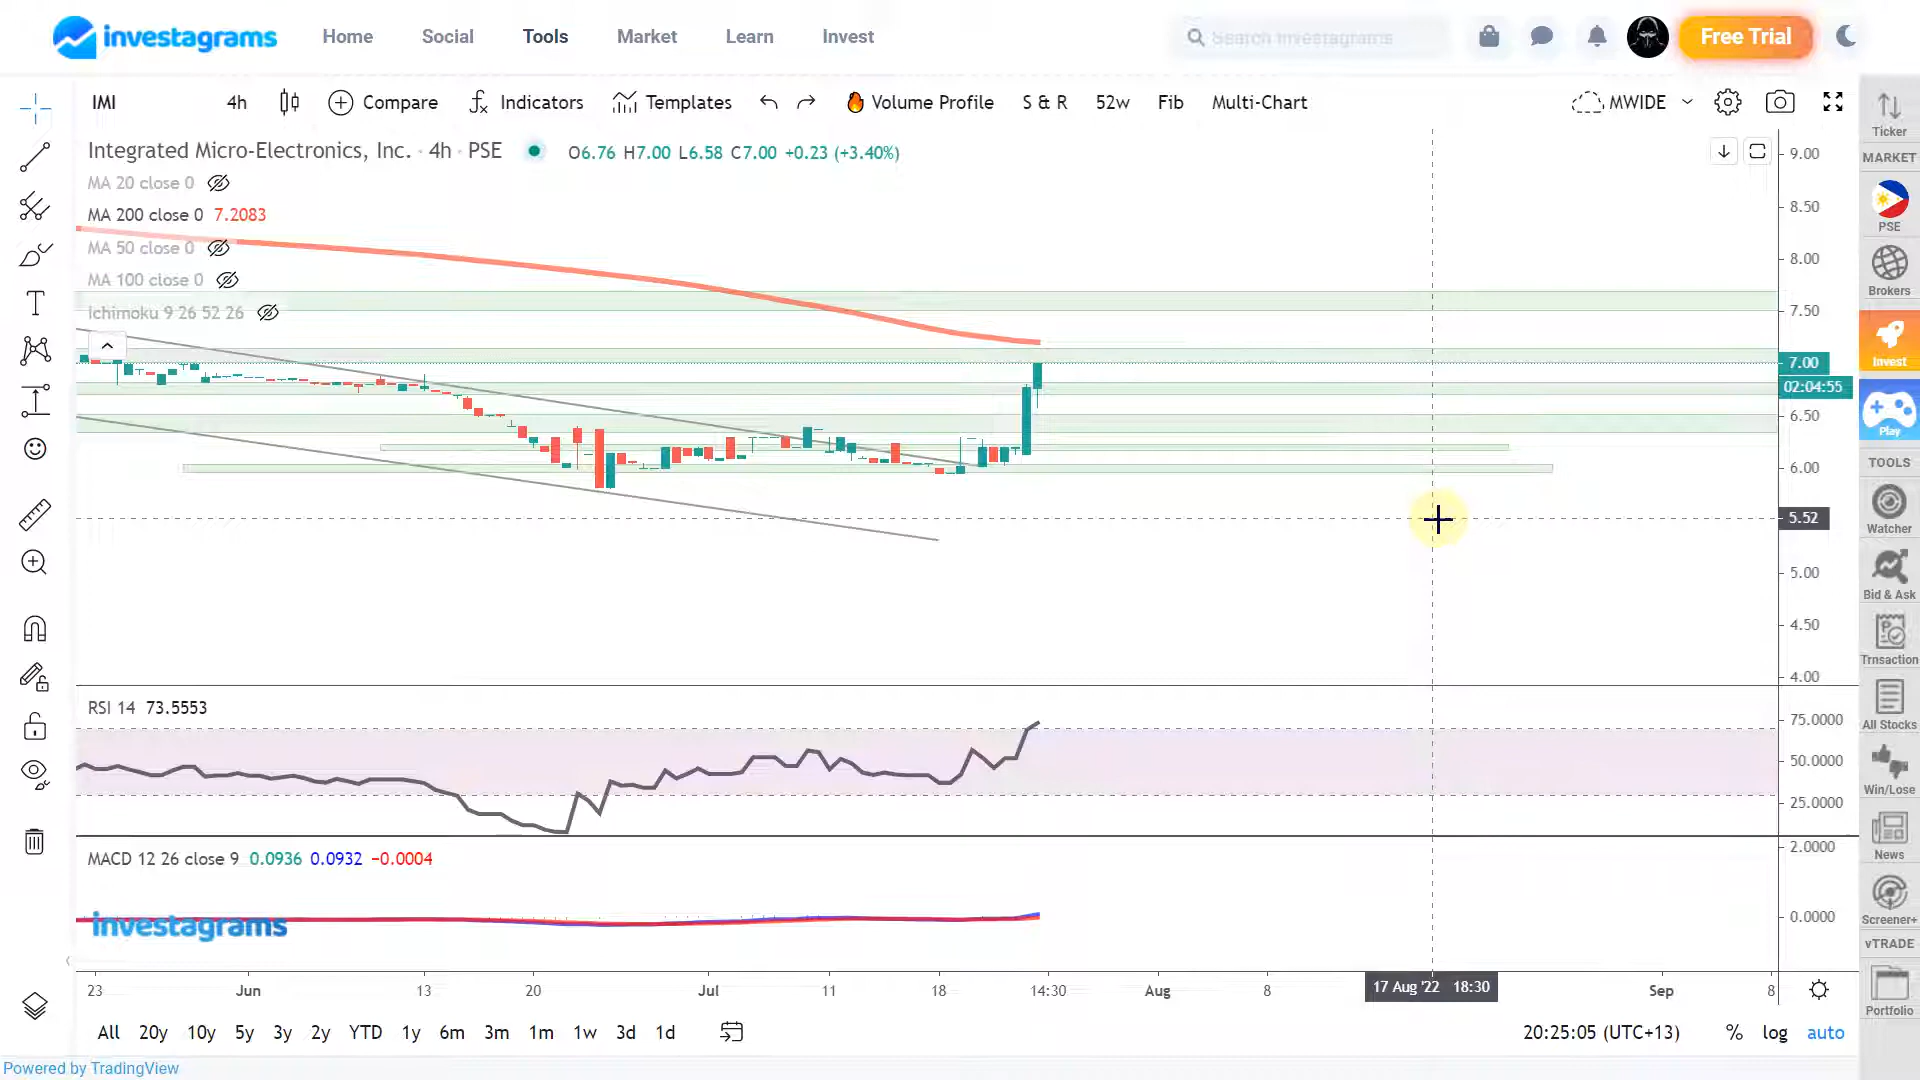 investagrams
Home Social Tools Market Learn Invest
Search Investagrams
Free Trial
IMI 4h Compare Indicators Templates Volume Profile S & R 52w Fib Multi-Chart MWIDE
Integrated Micro-Electronics, Inc. · 4h · PSE O6.76 H7.00 L6.58 C7.00 +0.23 (+3.40%)
MA 20 close 0
MA 200 close 0 7.2083
MA 50 close 0
MA 100 close 0
Ichimoku 9 26 52 26
9.00
8.50
8.00
7.50
7.00
02:04:55
6.50
6.00
5.52
5.00
4.50
4.00
RSI 14 73.5553
75.0000
50.0000
25.0000
MACD 12 26 close 9 0.0936 0.0932 −0.0004
2.0000
0.0000
investagrams
23 Jun 13 20 Jul 11 18 14:30 Aug 8 17 Aug '22 18:30 Sep 8
All 20y 10y 5y 3y 2y YTD 1y 6m 3m 1m 1w 3d 1d
20:25:05 (UTC+13) % log auto
Powered by TradingView
Ticker
MARKET
PSE
Brokers
Invest
Play
TOOLS
Watcher
Bid & Ask
Trnsaction
All Stocks
Win/Lose
News
Screener+
vTRADE
Portfolio